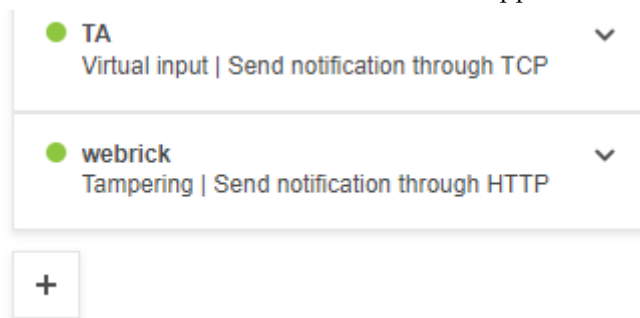 TA
Virtual input | Send notification through TCP
webrick
Tampering | Send notification through HTTP
+